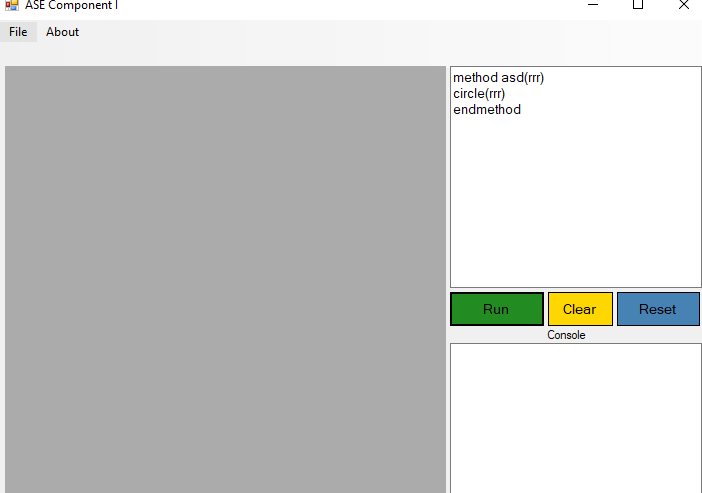 ASE Component I
File About
method asd(rrr)
circle(rrr)
endmethod
Run Clear Reset
Console